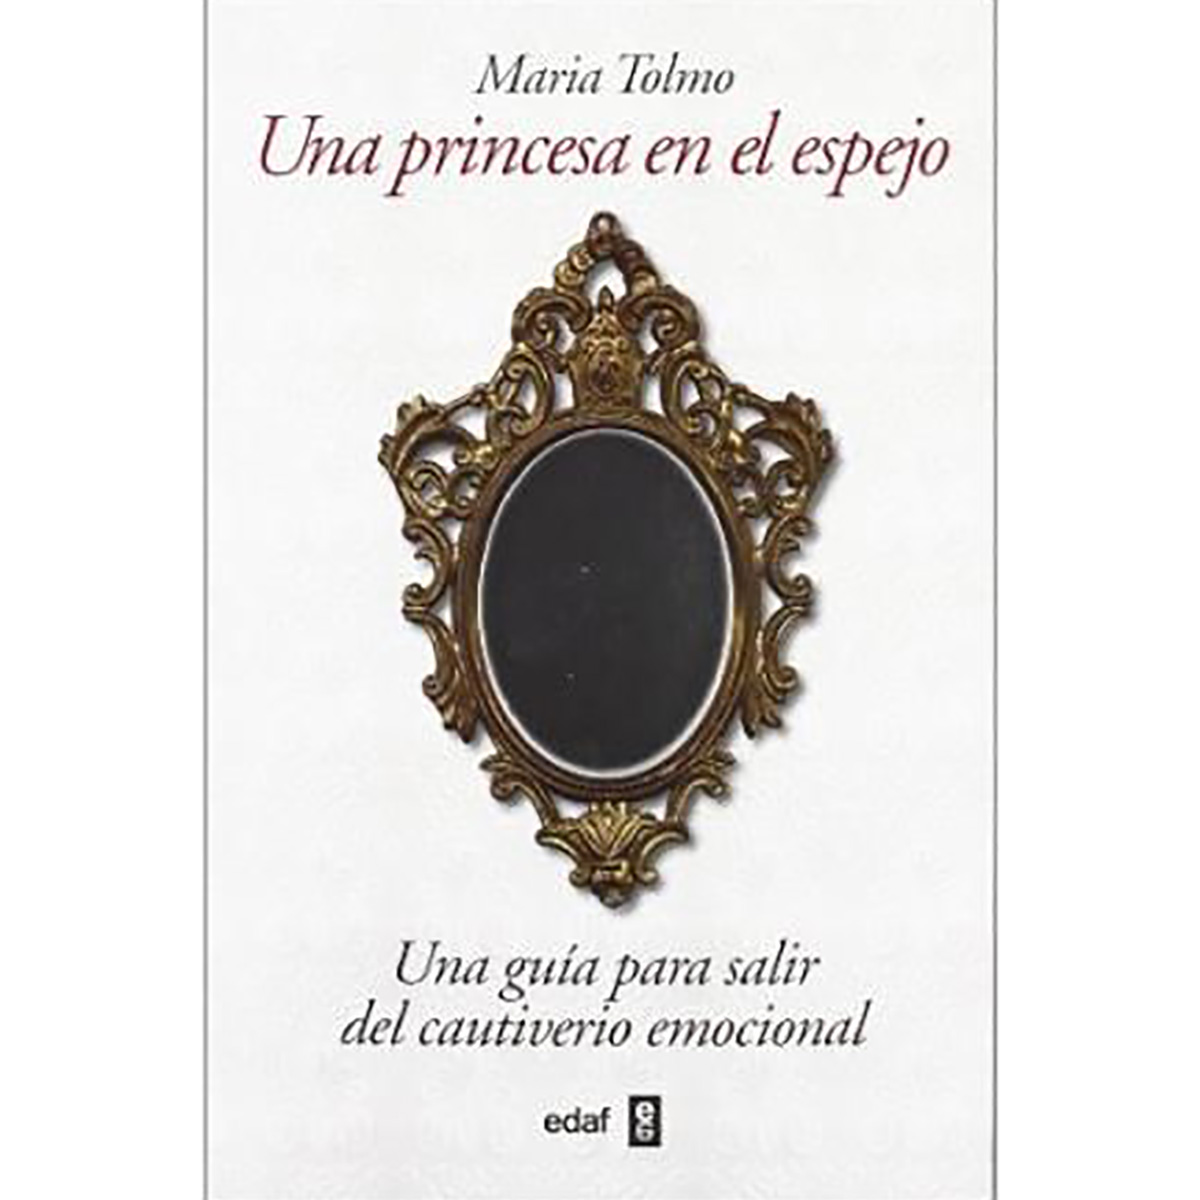 Maria Tolmo
Una princesa en el espejo
Una guía para salir
del cautiverio emocional
edaf